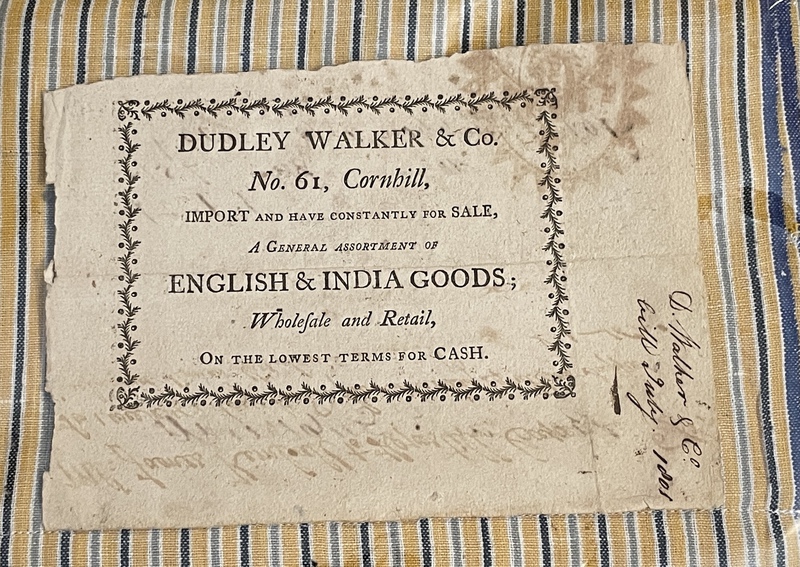 DUDLEY WALKER & Co.
No. 61, Cornhill,
IMPORT AND HAVE CONSTANTLY FOR SALE,
A GENERAL ASSORTMENT OF
ENGLISH & INDIA GOODS;
Wholeſale and Retail,
ON THE LOWEST TERMS FOR CASH.
D. Walker & Co
bill July 1801